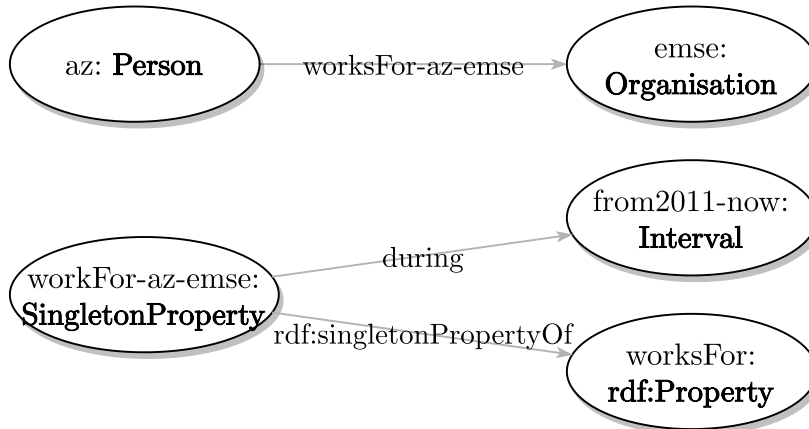 az: Person
worksFor-az-emse
emse:
Organisation
from2011-now:
Interval
during
workFor-az-emse:
SingletonProperty
rdf:singletonPropertyOf
worksFor:
rdf:Property